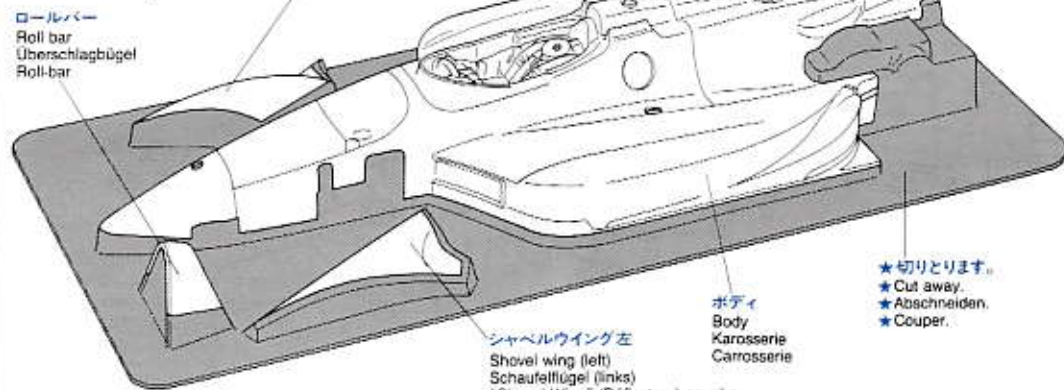 ロールバー
Roll bar
Überschlagbügel
Roll-bar
★切りとります。
★Cut away.
★Abschneiden.
★Couper.
ボディ
Body
Karosserie
Carrosserie
シャベルウイング左
Shovel wing (left)
Schaufelflügel (links)